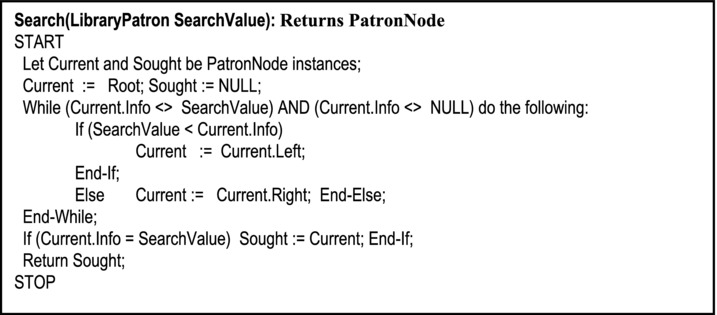 Search(LibraryPatron SearchValue): Returns PatronNode
START
Let Current and Sought be PatronNode instances;
Current := Root; Sought := NULL;
While (Current.Info <> SearchValue) AND (Current.Info <> NULL) do the following:
If (SearchValue < Current.Info)
Current := Current.Left;
End-If;
Else Current := Current.Right; End-Else;
End-While;
If (Current.Info = SearchValue) Sought := Current; End-If;
Return Sought;
STOP